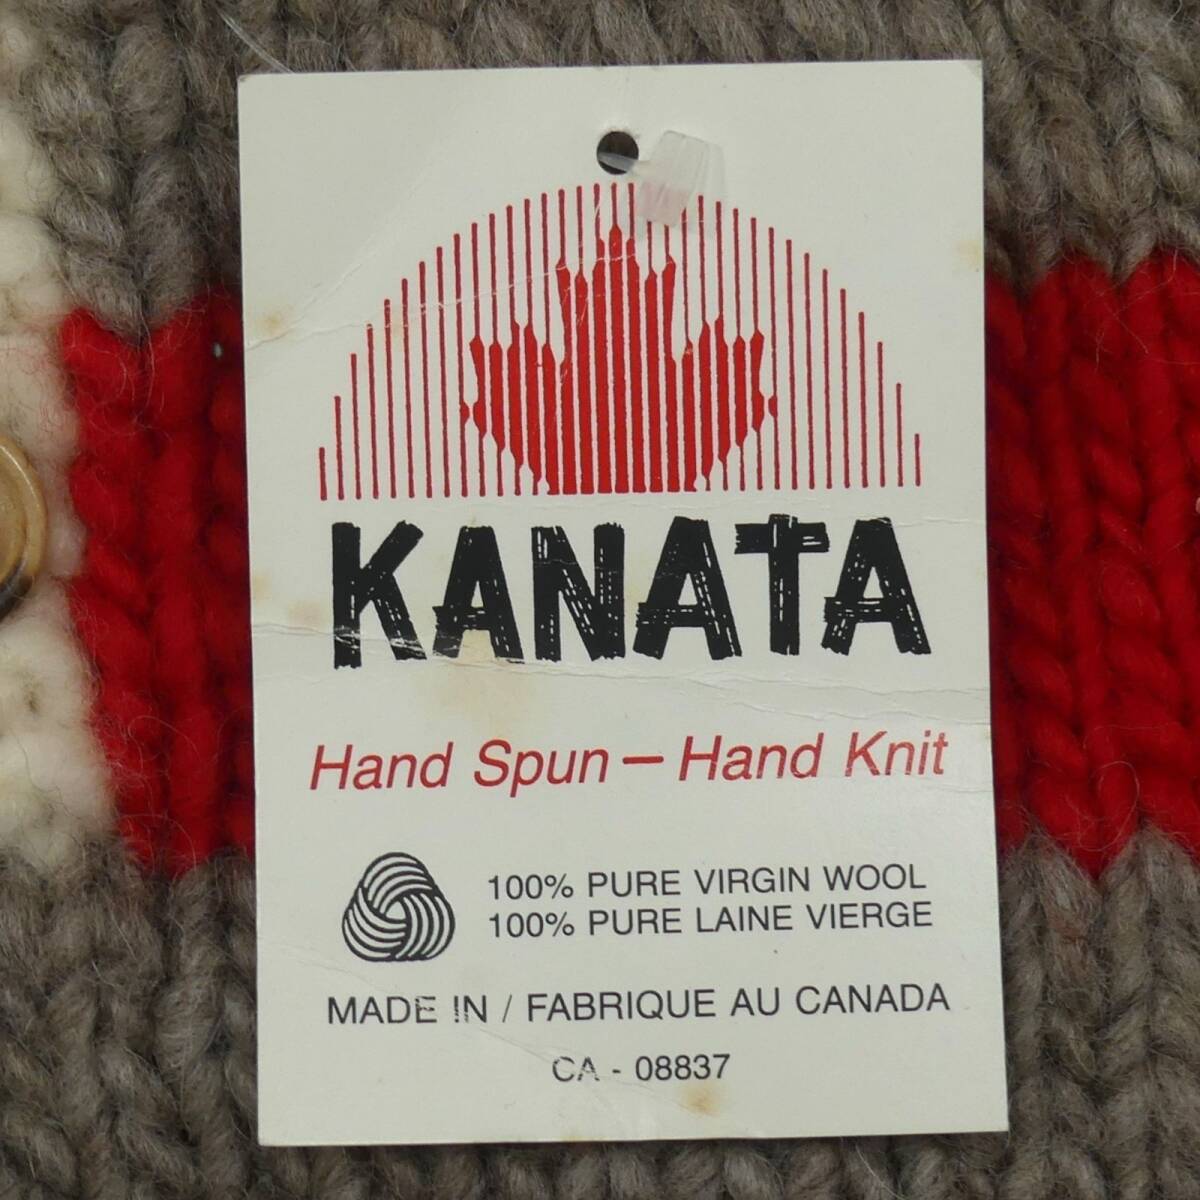 KANATA
Hand Spun — Hand Knit
100% PURE VIRGIN WOOL
100% PURE LAINE VIERGE
MADE IN / FABRIQUE AU CANADA
CA - 08837